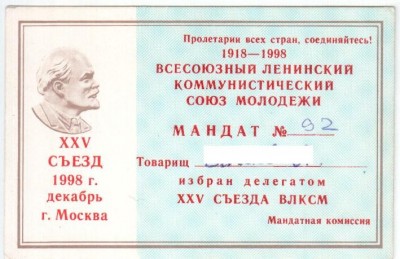 Пролетарии всех стран, соединяйтесь!
1918—1998
ВСЕСОЮЗНЫЙ ЛЕНИНСКИЙ
КОММУНИСТИЧЕСКИЙ
СОЮЗ МОЛОДЕЖИ
МАНДАТ № 92
Товарищ
избран делегатом
XXV СЪЕЗДА ВЛКСМ
Мандатная комиссия
XXV
СЪЕЗД
1998 г.
декабрь
г. Москва